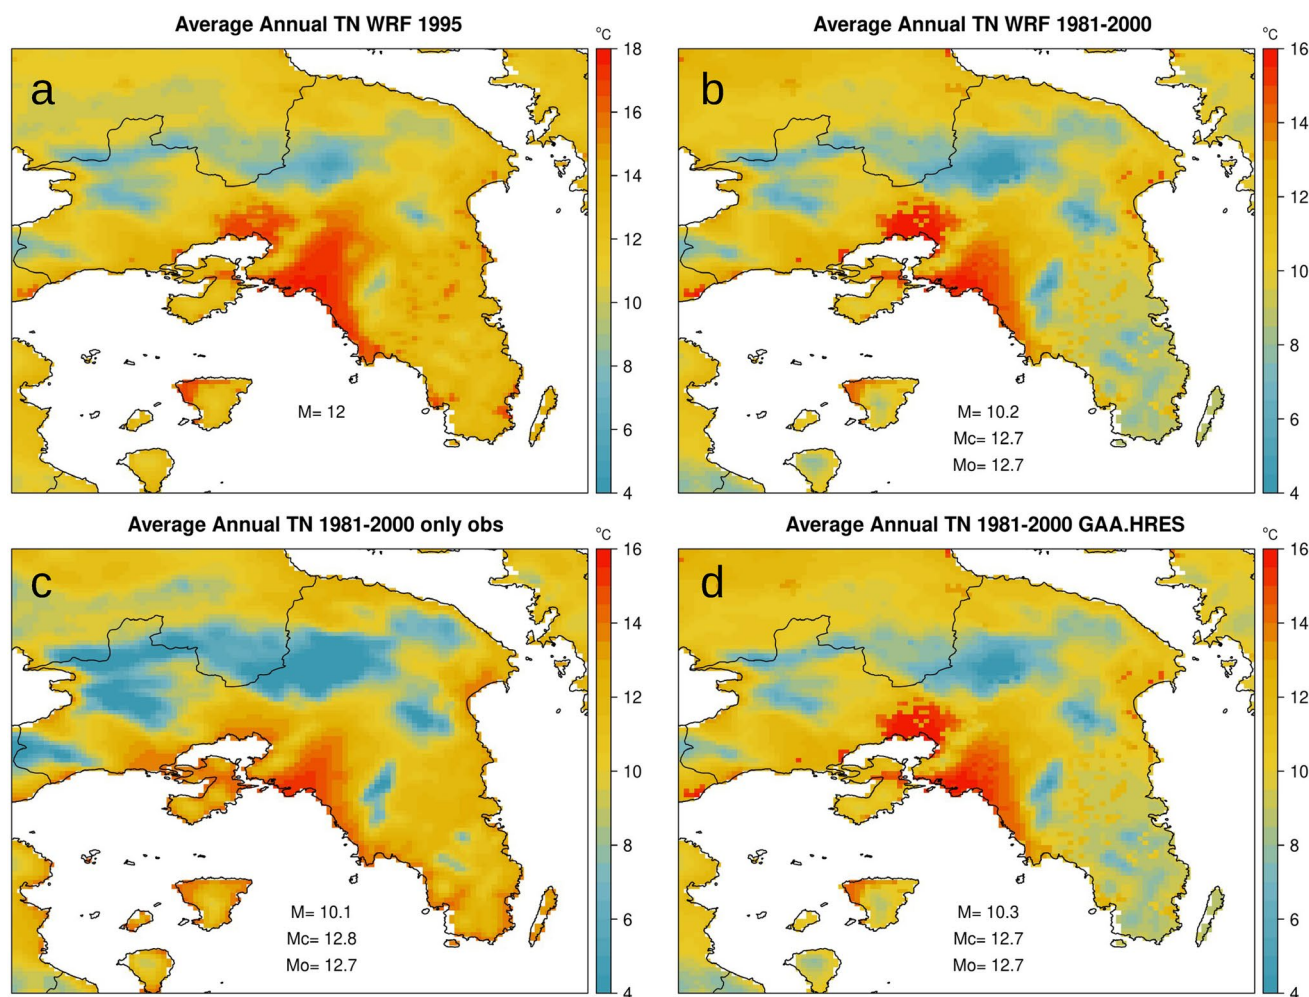 Average Annual TN WRF 1995
°C
a
18
16
14
12
10
8
6
4
M= 12
Average Annual TN WRF 1981-2000
°C
b
16
14
12
10
8
6
4
M= 10.2
Mc= 12.7
Mo= 12.7
Average Annual TN 1981-2000 only obs
°C
c
16
14
12
10
8
6
4
M= 10.1
Mc= 12.8
Mo= 12.7
Average Annual TN 1981-2000 GAA.HRES
°C
d
16
14
12
10
8
6
4
M= 10.3
Mc= 12.7
Mo= 12.7